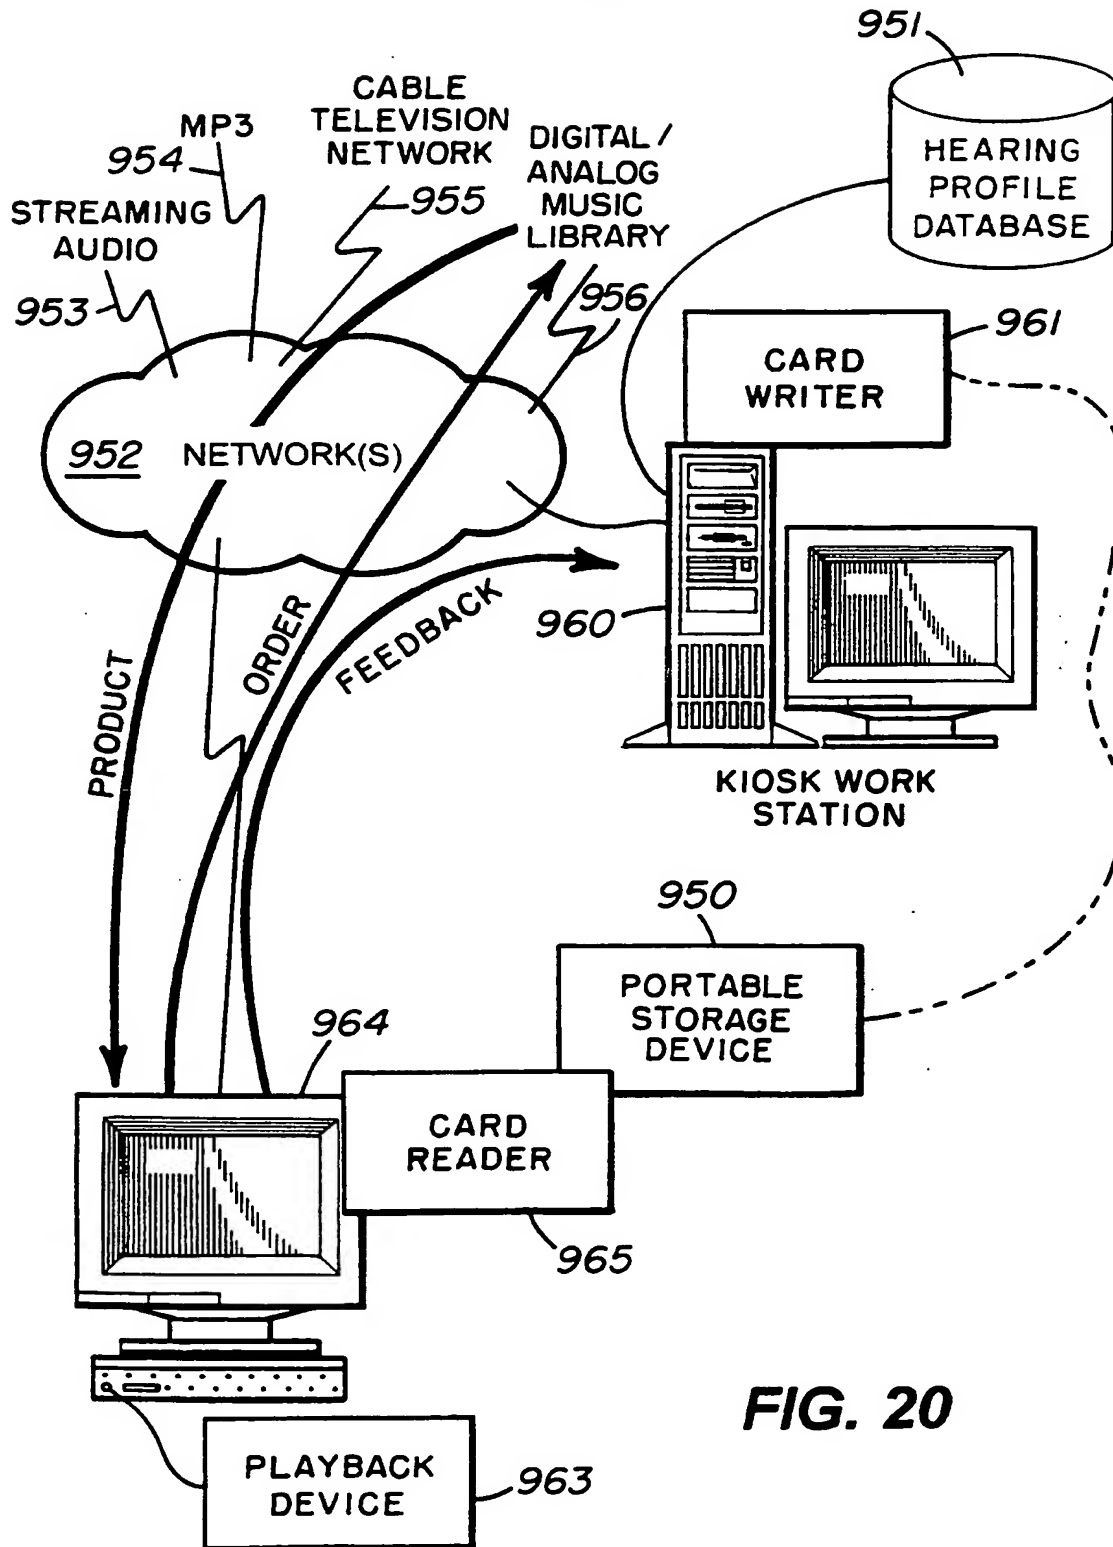 951
CABLE
TELEVISION
NETWORK
MP3
954
DIGITAL /
ANALOG
MUSIC
LIBRARY
HEARING
PROFILE
DATABASE
STREAMING
AUDIO
955
953
956
961
CARD
WRITER
952
NETWORK(S)
960
PRODUCT
ORDER
FEEDBACK
KIOSK WORK
STATION
950
PORTABLE
STORAGE
DEVICE
964
CARD
READER
965
FIG. 20
PLAYBACK
DEVICE
963